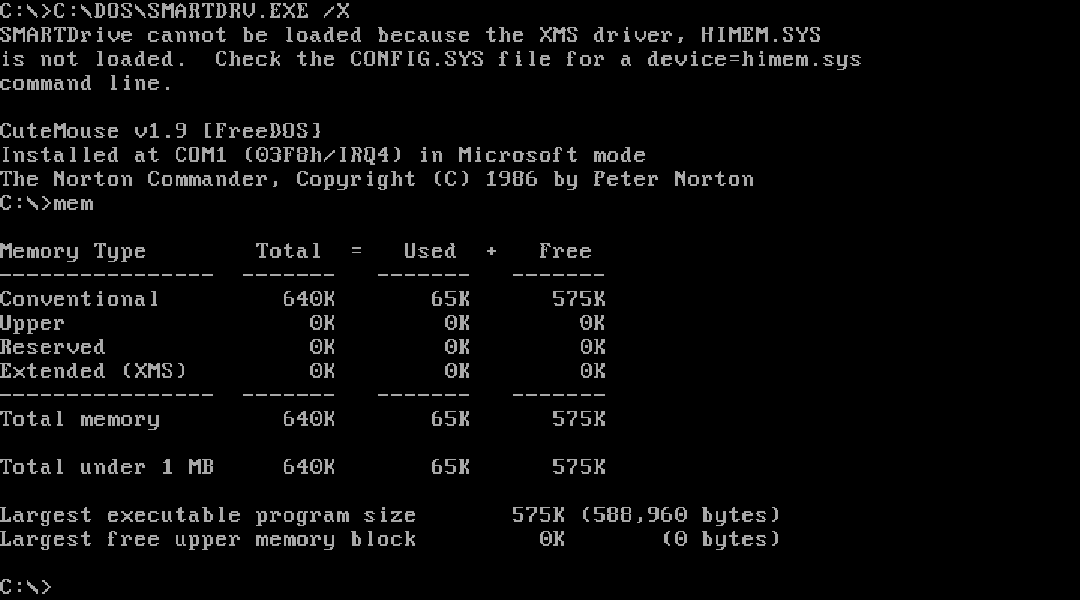 C:\>C:\DOS\SMARTDRV.EXE /X
SMARTDrive cannot be loaded because the XMS driver, HIMEM.SYS
is not loaded.  Check the CONFIG.SYS file for a device=himem.sys
command line.

CuteMouse v1.9 [FreeDOS]
Installed at COM1 (03F8h/IRQ4) in Microsoft mode
The Norton Commander, Copyright (C) 1986 by Peter Norton
C:\>mem

Memory Type        Total  =   Used  +   Free
----------------  -------   -------   -------
Conventional         640K       65K      575K
Upper                  0K        0K        0K
Reserved               0K        0K        0K
Extended (XMS)         0K        0K        0K
----------------  -------   -------   -------
Total memory         640K       65K      575K

Total under 1 MB     640K       65K      575K

Largest executable program size       575K (588,960 bytes)
Largest free upper memory block         0K       (0 bytes)

C:\>